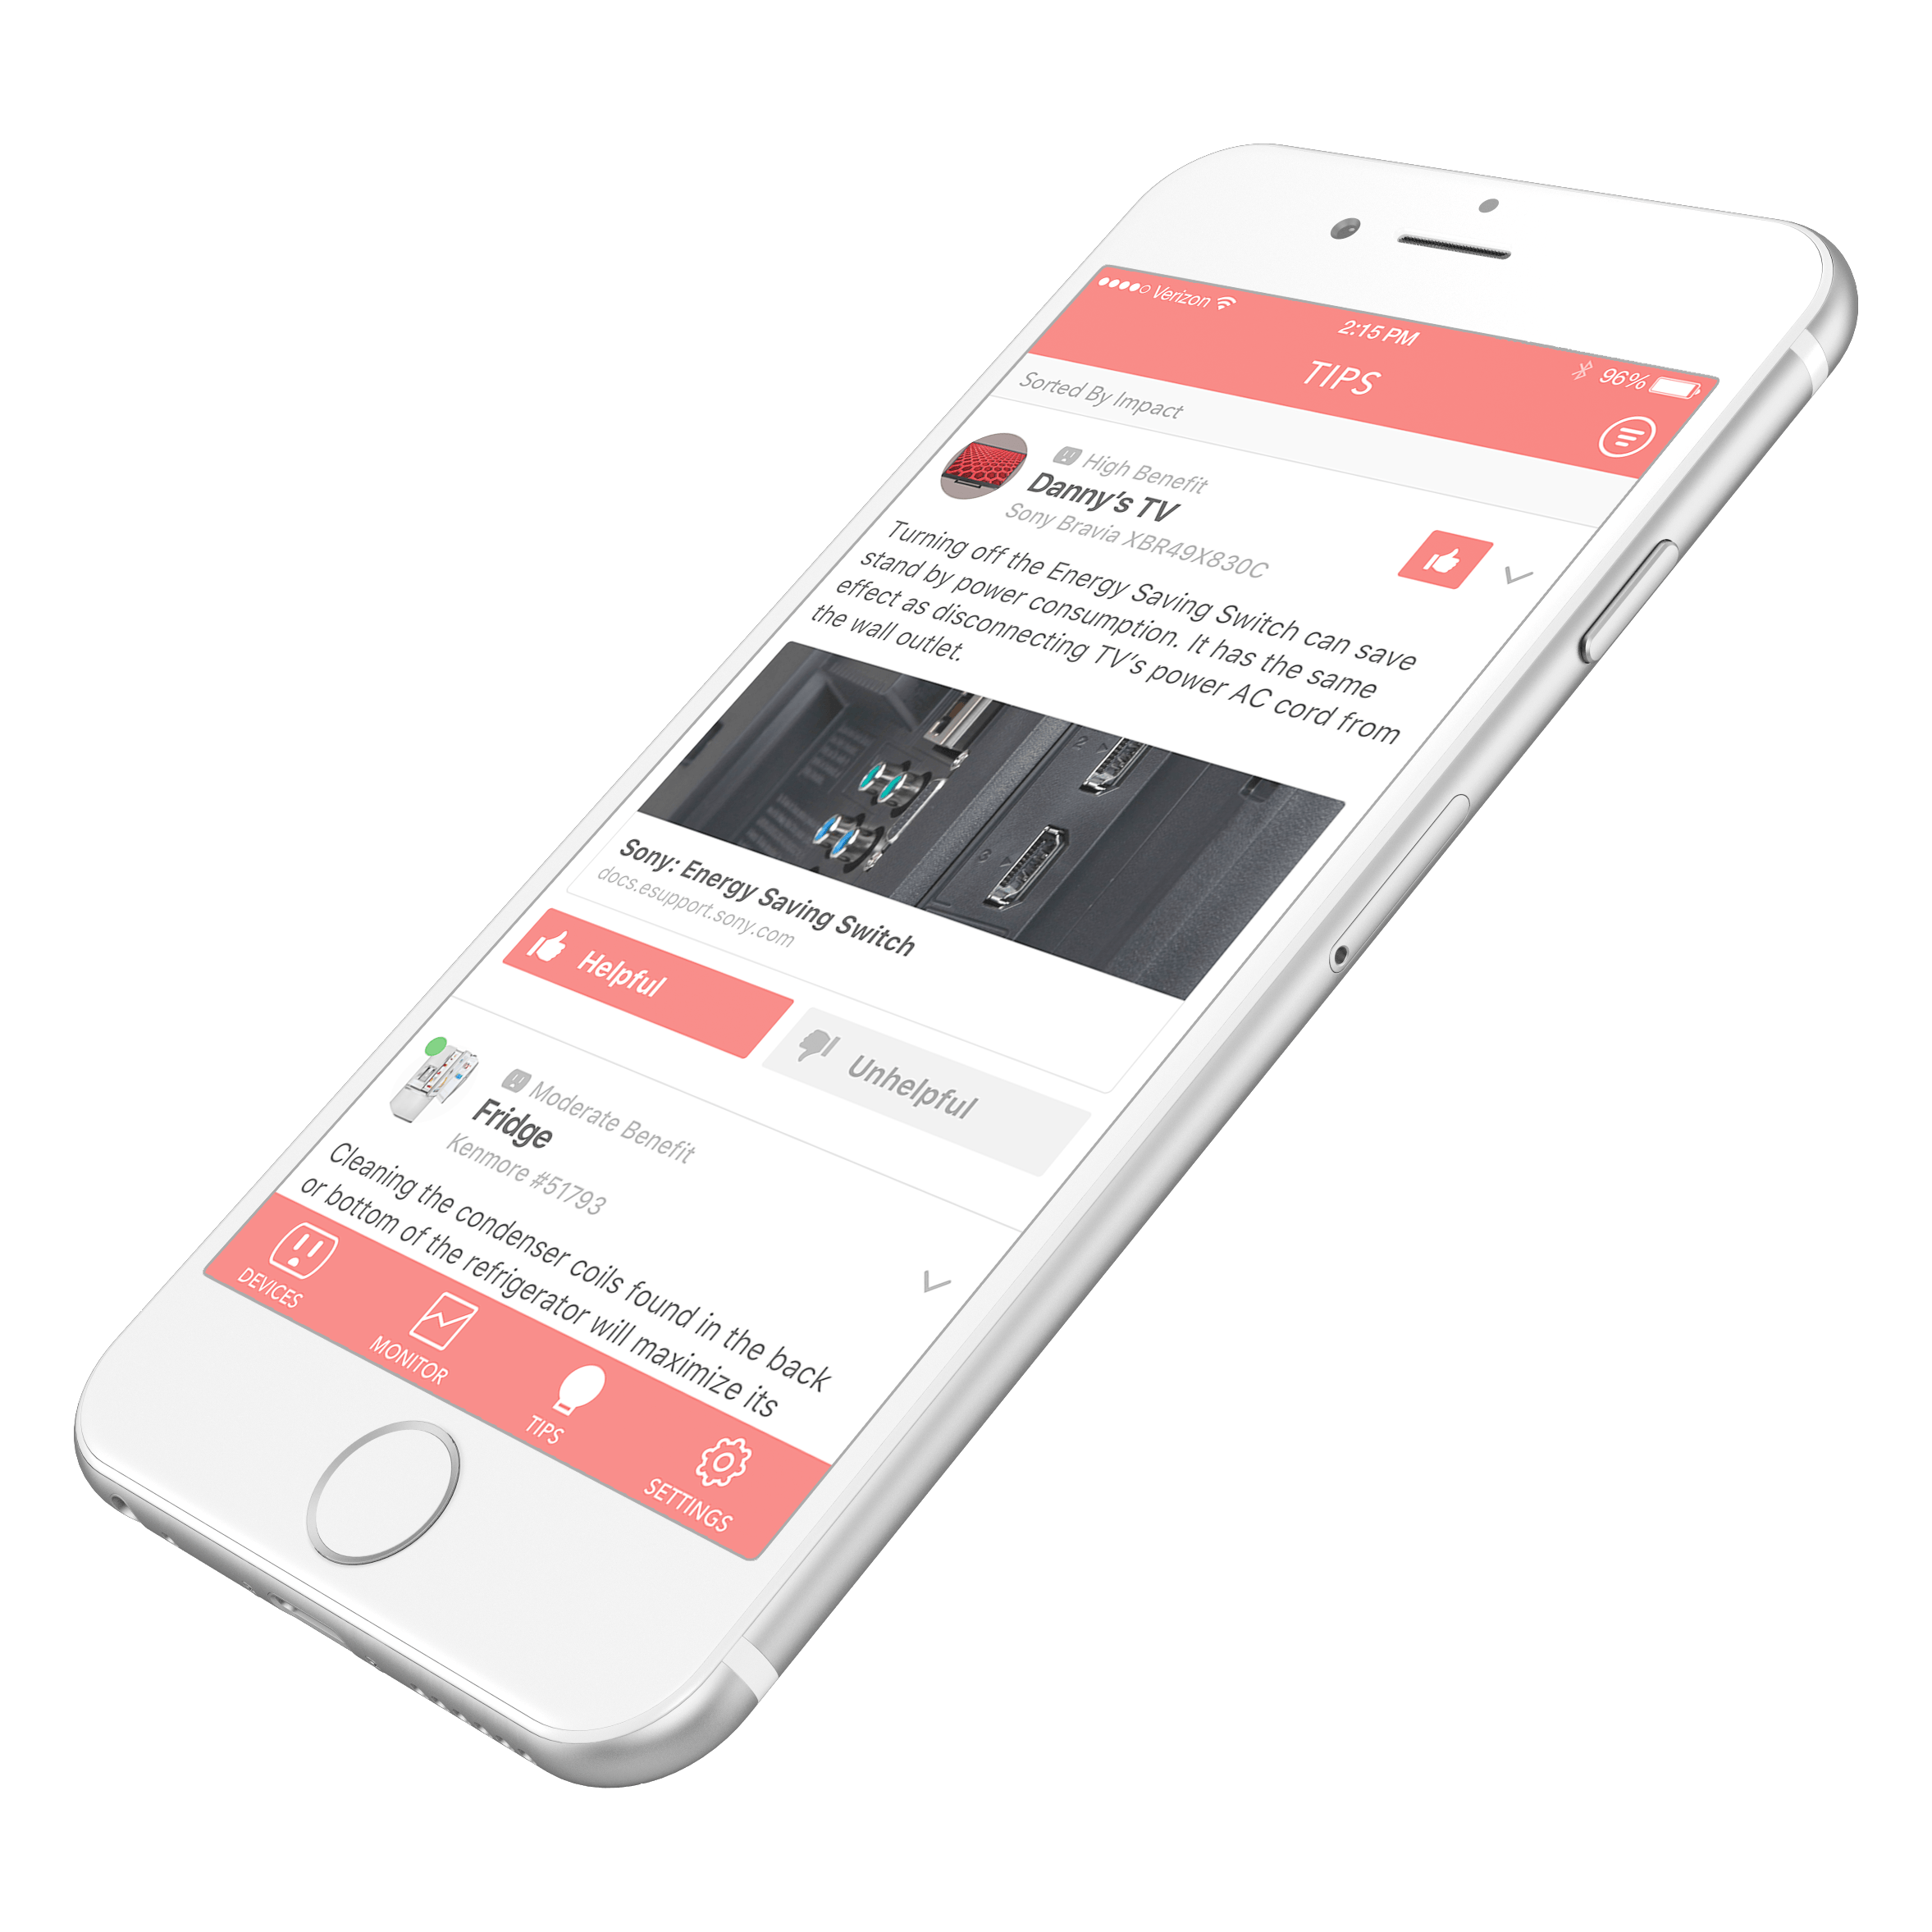 Verizon
2:15 PM
96%
TIPS
Sorted By Impact
High Benefit
Danny's TV
Sony Bravia XBR49X830C
Turning off the Energy Saving Switch can save
stand by power consumption. It has the same
effect as disconnecting TV's power AC cord from
the wall outlet.
2
3
Sony: Energy Saving Switch
docs.esupport.sony.com
Helpful
Unhelpful
Moderate Benefit
Fridge
Kenmore #51793
Cleaning the condenser coils found in the back
or bottom of the refrigerator will maximize its
DEVICES
MONITOR
TIPS
SETTINGS